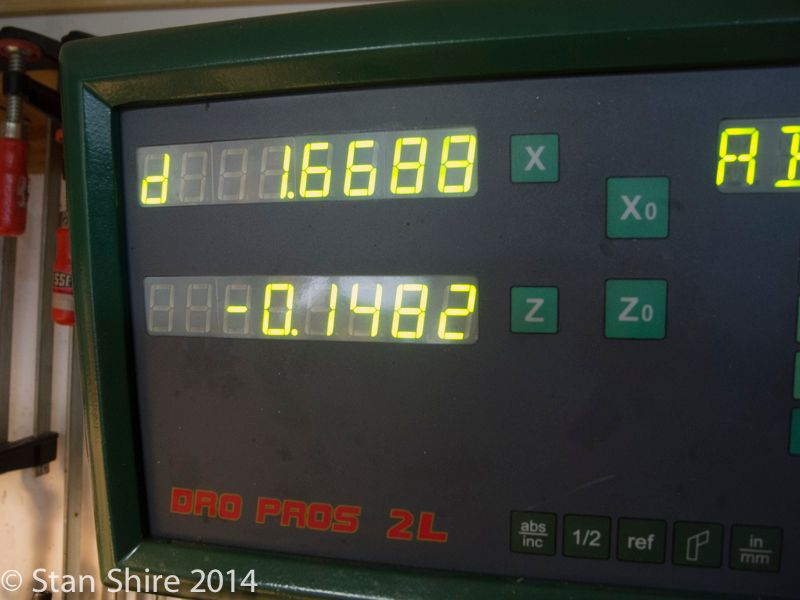 d 1.6688 X
X0
-0.1482 Z Z0
DRO PROS 2L
abs/inc 1/2 ref in/mm
© Stan Shire 2014